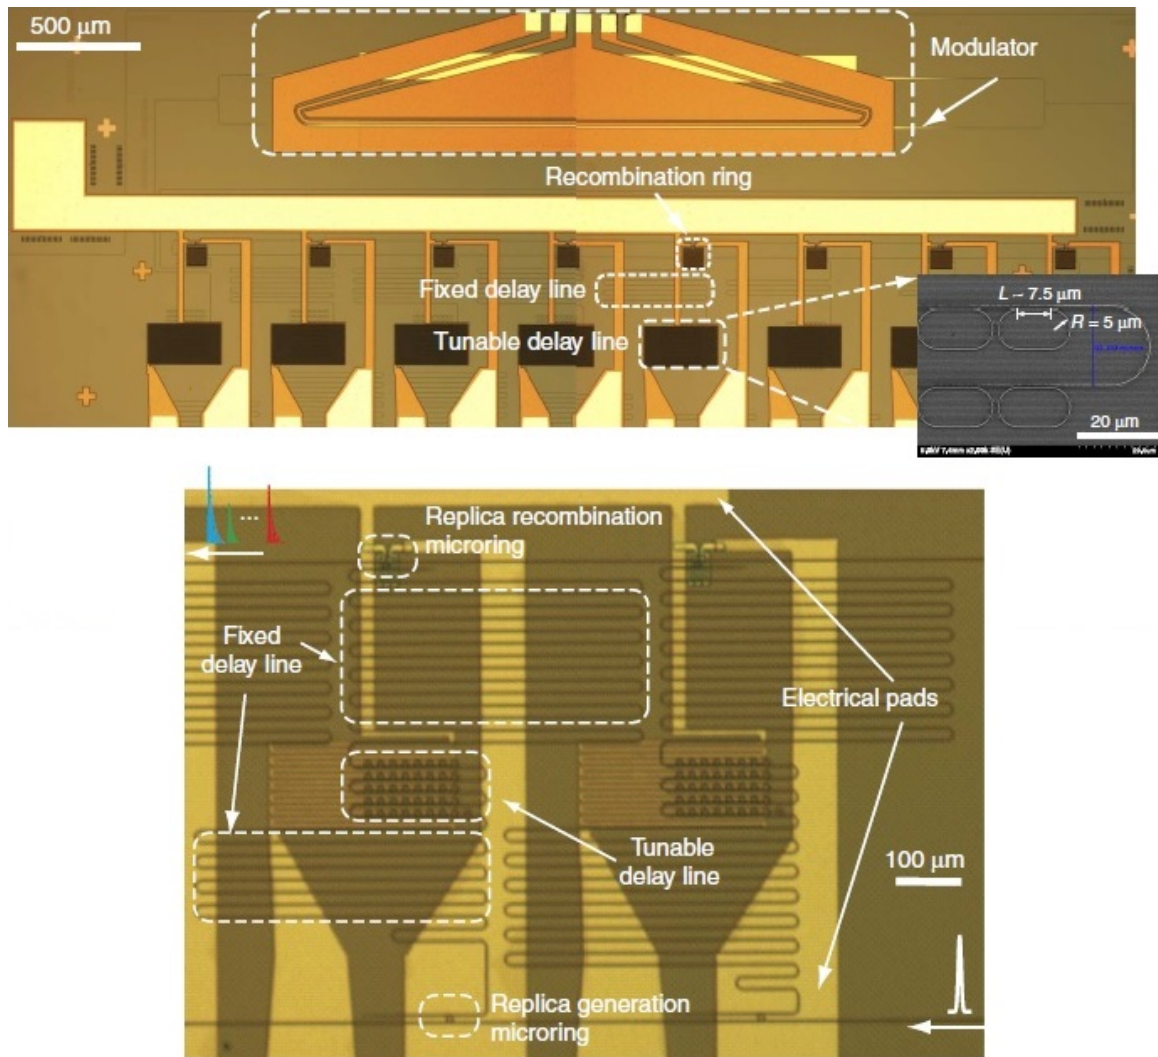 500 μm
Modulator
Recombination ring
Fixed delay line
L ~ 7.5 μm
R = 5 μm
Tunable delay line
20 μm
Replica recombination
microring
...
Fixed
delay line
Electrical pads
Tunable
delay line
100 μm
Replica generation
microring